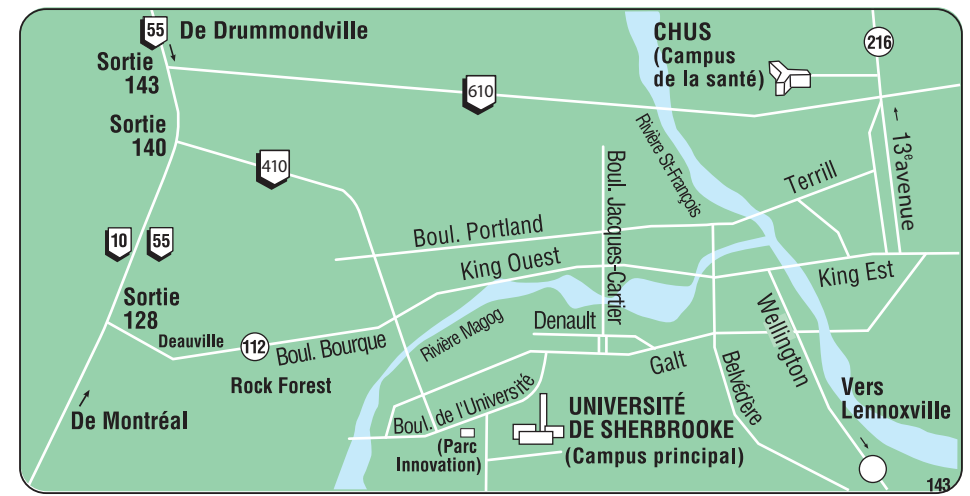 55
De Drummondville
Sortie
143
Sortie
140
610
410
CHUS
(Campus
de la santé)
216
13e avenue
Rivière St-François
Terrill
Boul. Jacques-Cartier
Boul. Portland
King Ouest
King Est
10
55
Sortie
128
Deauville
112
Boul. Bourque
Rock Forest
Rivière Magog
Denault
Galt
Wellington
Belvédère
De Montréal
Boul. de l'Université
(Parc
Innovation)
UNIVERSITÉ
DE SHERBROOKE
(Campus principal)
Vers
Lennoxville
143